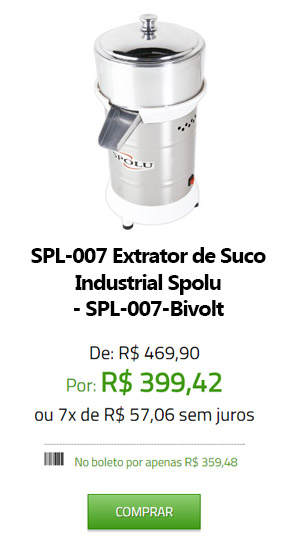 SPOLU
SPL-007 Extrator de Suco
Industrial Spolu
- SPL-007-Bivolt
De: R$ 469,90
Por: R$ 399,42
ou 7x de R$ 57,06 sem juros
No boleto por apenas R$ 359,48
COMPRAR